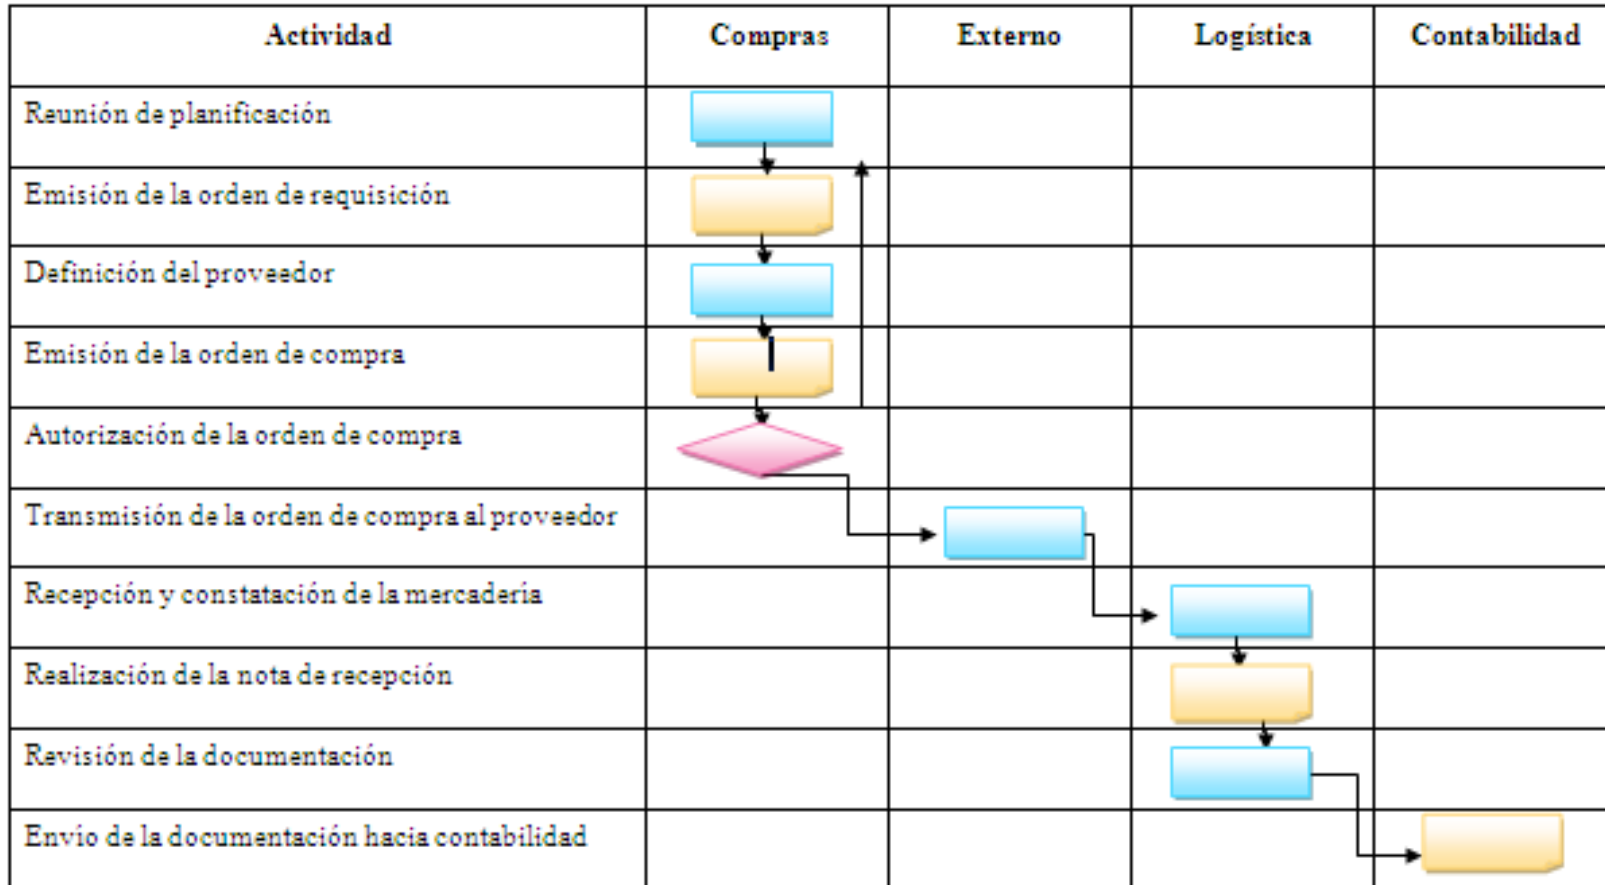 Actividad Compras Externo Logística Contabilidad
Reunión de planificación
Emisión de la orden de requisición
Definición del proveedor
Emisión de la orden de compra
Autorización de la orden de compra
Transmisión de la orden de compra al proveedor
Recepción y constatación de la mercadería
Realización de la nota de recepción
Revisión de la documentación
Envío de la documentación hacia contabilidad